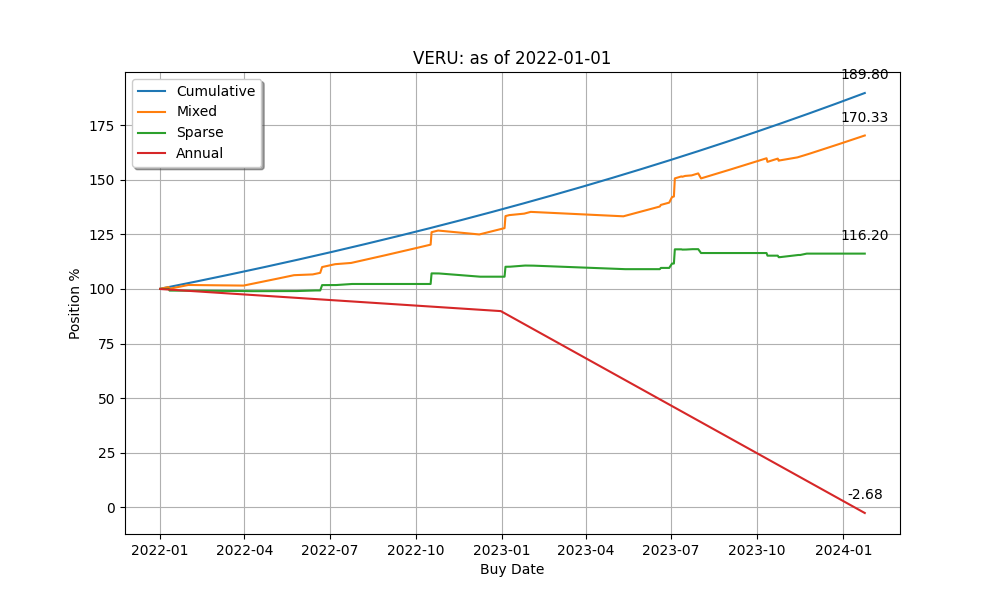 VERU: as of 2022-01-01
189.80
Cumulative
Mixed
Sparse
Annual
170.33
175
150
125
116.20
100
75
50
25
0
-2.68
Position %
2022-01 2022-04 2022-07 2022-10 2023-01 2023-04 2023-07 2023-10 2024-01
Buy Date